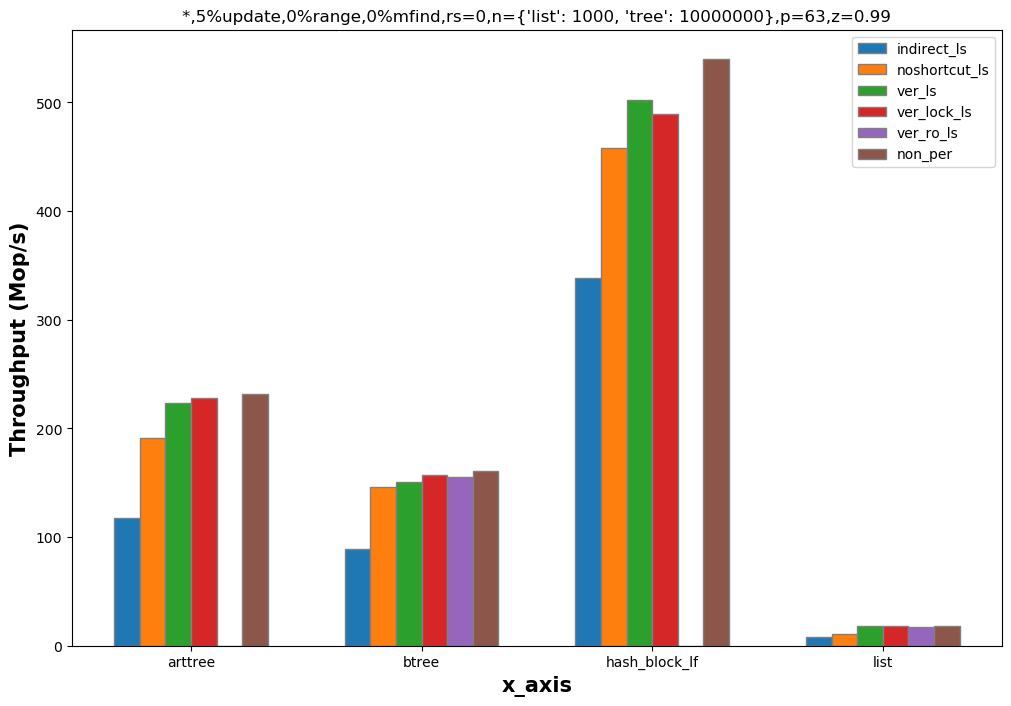 *,5%update,0%range,0%mfind,rs=0,n={'list': 1000, 'tree': 10000000},p=63,z=0.99
indirect_ls
noshortcut_ls
ver_ls
ver_lock_ls
ver_ro_ls
non_per
Throughput (Mop/s)
500
400
300
200
100
0
arttree btree hash_block_lf list
x_axis